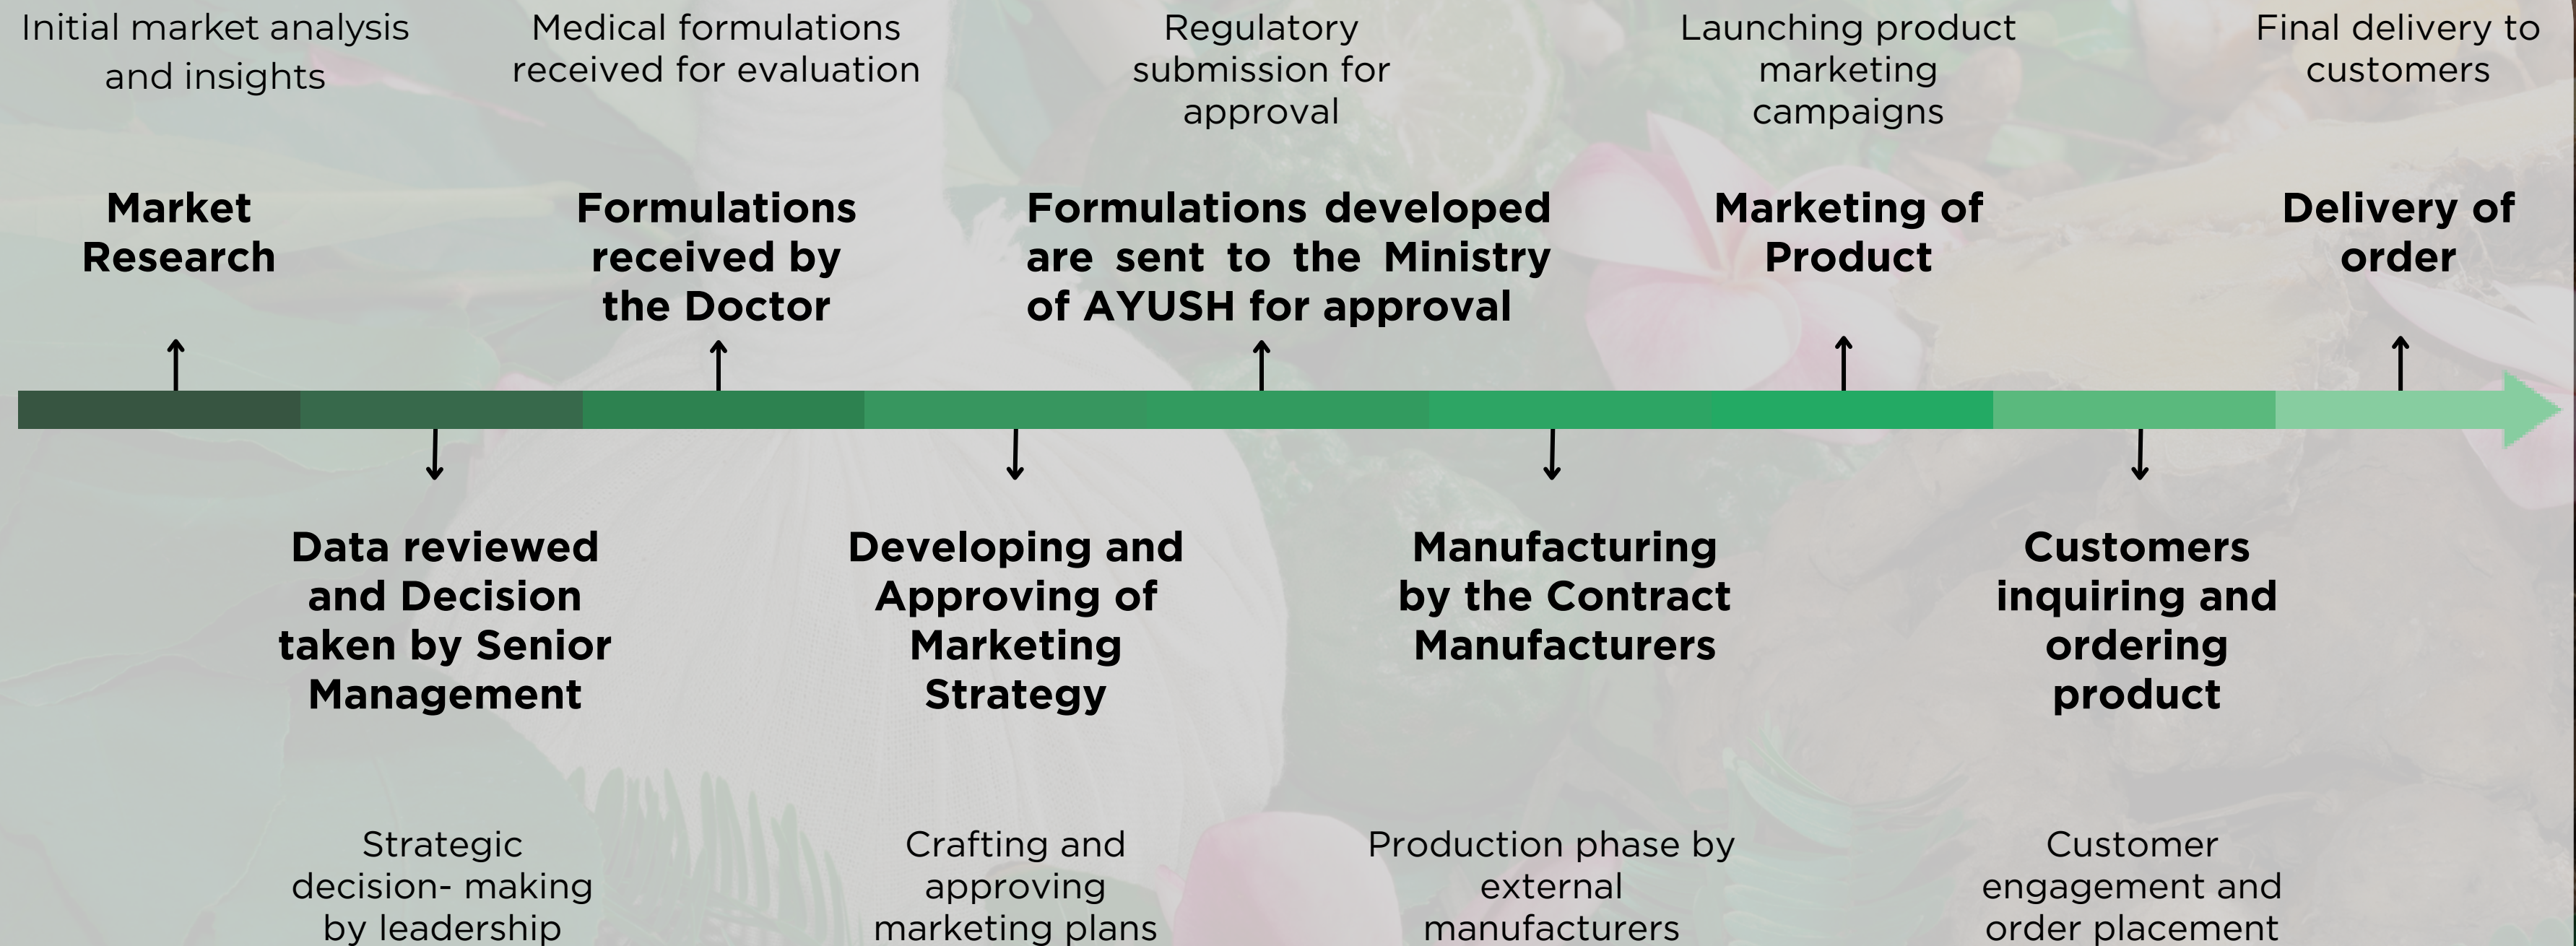 Initial market analysis
and insights
Medical formulations
received for evaluation
Regulatory
submission for
approval
Launching product
marketing
campaigns
Final delivery to
customers
Market
Research
Formulations
received by
the Doctor
Formulations developed
are sent to the Ministry
of AYUSH for approval
Marketing of
Product
Delivery of
order
Data reviewed
and Decision
taken by Senior
Management
Developing and
Approving of
Marketing
Strategy
Manufacturing
by the Contract
Manufacturers
Customers
inquiring and
ordering
product
Strategic
decision- making
by leadership
Crafting and
approving
marketing plans
Production phase by
external
manufacturers
Customer
engagement and
order placement